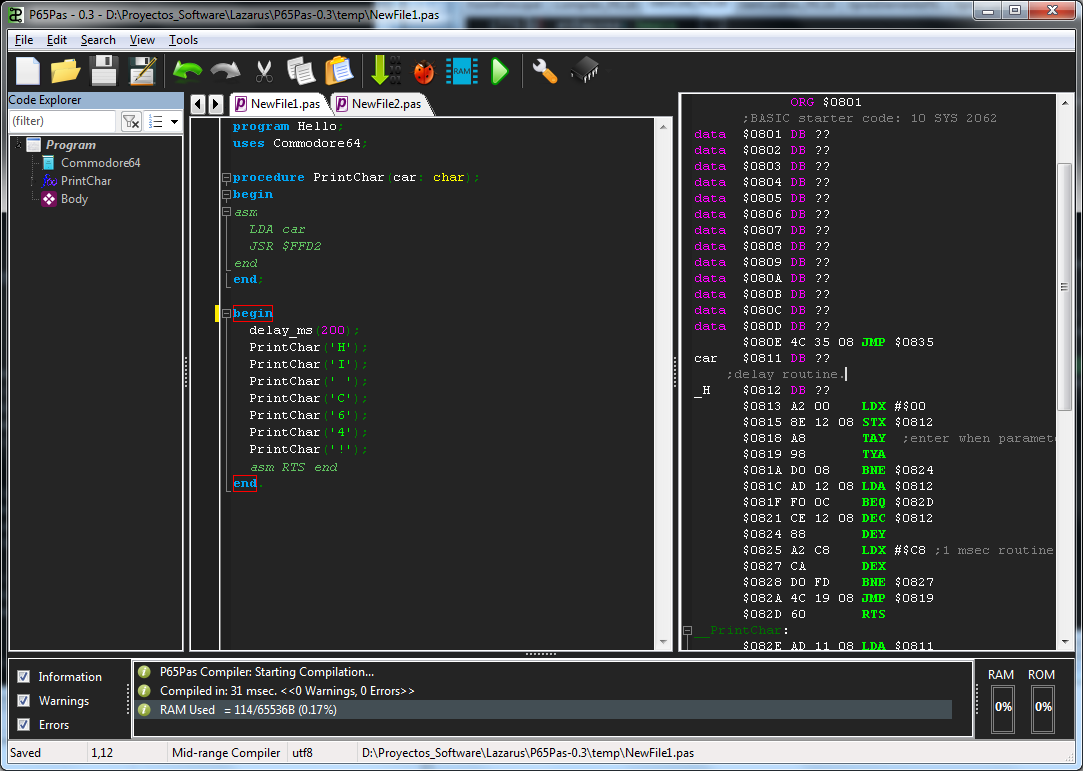 P65Pas - 0.3 - D:\Proyectos_Software\Lazarus\P65Pas-0.3\temp\NewFile1.pas
File Edit Search View Tools
RAM
Code Explorer
(filter)
Program
Commodore64
PrintChar
Body
NewFile1.pas NewFile2.pas
program Hello;
uses Commodore64;
procedure PrintChar(car: char);
begin
asm
LDA car
JSR $FFD2
end
end;
begin
delay_ms(200);
PrintChar('H');
PrintChar('I');
PrintChar(' ');
PrintChar('C');
PrintChar('6');
PrintChar('4');
PrintChar('!');
asm RTS end
end.
ORG $0801
;BASIC starter code: 10 SYS 2062
data $0801 DB ??
data $0802 DB ??
data $0803 DB ??
data $0804 DB ??
data $0805 DB ??
data $0806 DB ??
data $0807 DB ??
data $0808 DB ??
data $0809 DB ??
data $080A DB ??
data $080B DB ??
data $080C DB ??
data $080D DB ??
$080E 4C 35 08 JMP $0835
car $0811 DB ??
;delay routine.
_H $0812 DB ??
$0813 A2 00 LDX #$00
$0815 8E 12 08 STX $0812
$0818 A8 TAY ;enter when paramete
$0819 98 TYA
$081A D0 08 BNE $0824
$081C AD 12 08 LDA $0812
$081F F0 0C BEQ $082D
$0821 CE 12 08 DEC $0812
$0824 88 DEY
$0825 A2 C8 LDX #$C8 ;1 msec routine
$0827 CA DEX
$0828 D0 FD BNE $0827
$082A 4C 19 08 JMP $0819
$082D 60 RTS
__PrintChar:
$082E AD 11 08 LDA $0811
Information
Warnings
Errors
P65Pas Compiler: Starting Compilation...
Compiled in: 31 msec. <<0 Warnings, 0 Errors>>
RAM Used = 114/65536B (0.17%)
RAM ROM
0% 0%
Saved 1,12 Mid-range Compiler utf8 D:\Proyectos_Software\Lazarus\P65Pas-0.3\temp\NewFile1.pas